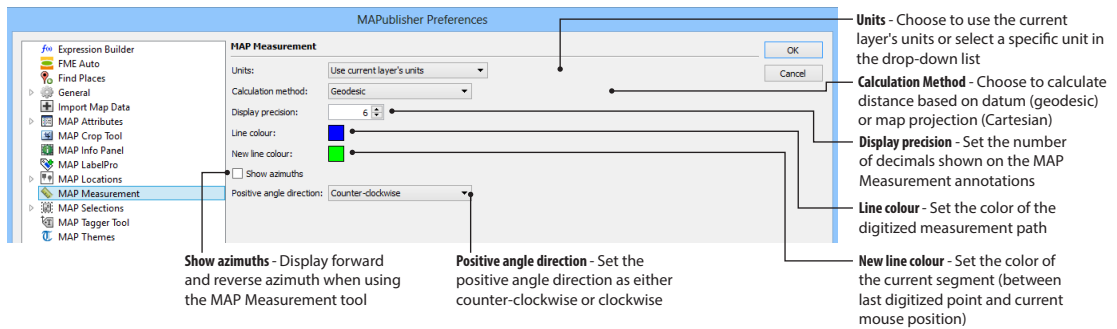 MAPublisher Preferences
Expression Builder
FME Auto
Find Places
General
Import Map Data
MAP Attributes
MAP Crop Tool
MAP Info Panel
MAP LabelPro
MAP Locations
MAP Measurement
MAP Selections
MAP Tagger Tool
MAP Themes
MAP Measurement
Units: Use current layer's units
Calculation method: Geodesic
Display precision: 6
Line colour:
New line colour:
Show azimuths
Positive angle direction: Counter-clockwise
OK
Cancel
Units - Choose to use the current
layer's units or select a specific unit in
the drop-down list
Calculation Method - Choose to calculate
distance based on datum (geodesic)
or map projection (Cartesian)
Display precision - Set the number
of decimals shown on the MAP
Measurement annotations
Line colour - Set the color of the
digitized measurement path
New line colour - Set the color of
the current segment (between
last digitized point and current
mouse position)
Show azimuths - Display forward
and reverse azimuth when using
the MAP Measurement tool
Positive angle direction - Set the
positive angle direction as either
counter-clockwise or clockwise